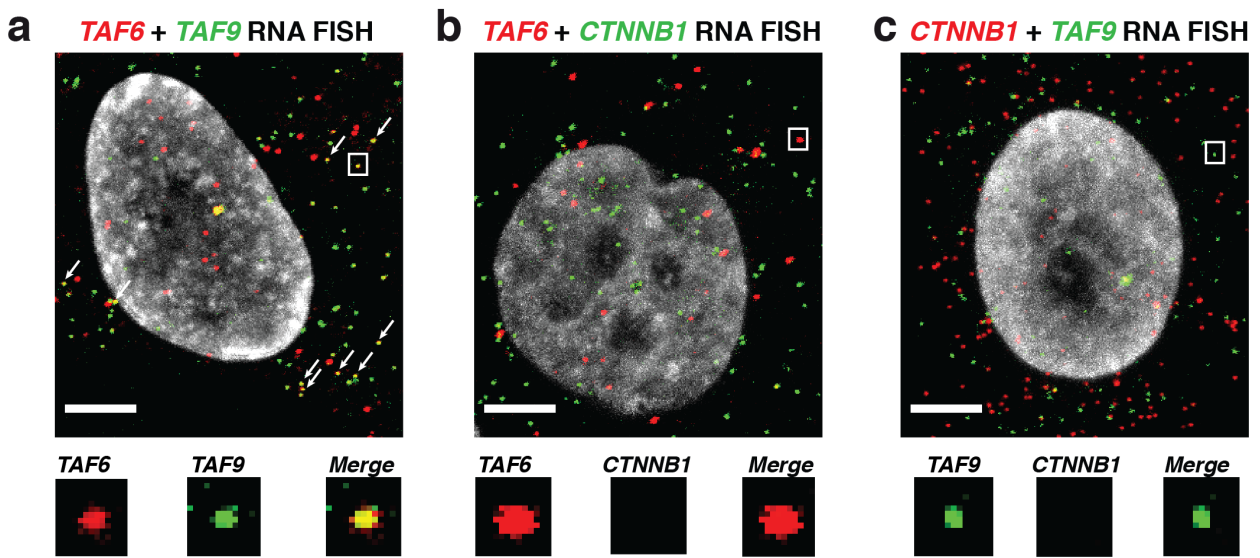 a
TAF6 + TAF9 RNA FISH
b
TAF6 + CTNNB1 RNA FISH
c
CTNNB1 + TAF9 RNA FISH
TAF6 TAF9 Merge
TAF6 CTNNB1 Merge
TAF9 CTNNB1 Merge